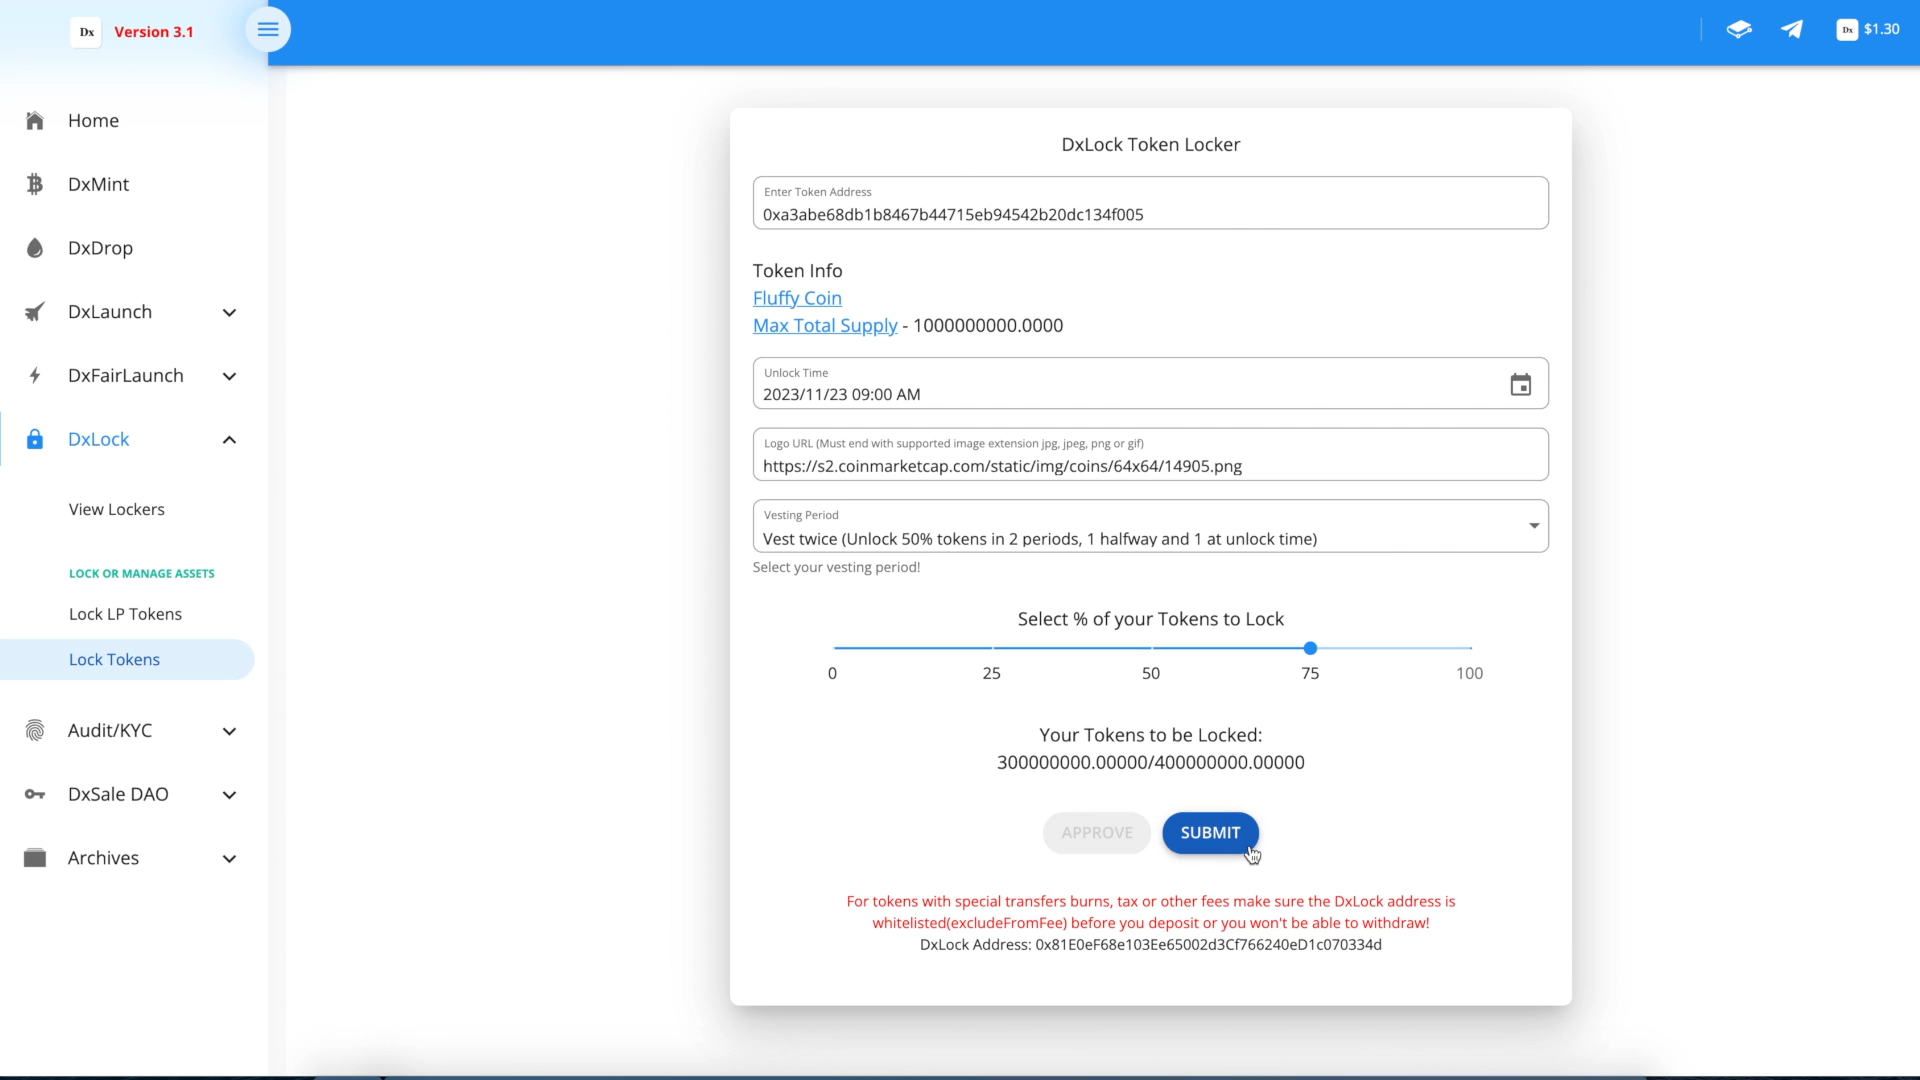 Dx Version 3.1
Dx $1.30
Home
DxMint
DxDrop
DxLaunch
DxFairLaunch
DxLock
View Lockers
LOCK OR MANAGE ASSETS
Lock LP Tokens
Lock Tokens
Audit/KYC
DxSale DAO
Archives
DxLock Token Locker
Enter Token Address
0xa3abe68db1b8467b44715eb94542b20dc134f005
Token Info
Fluffy Coin
Max Total Supply - 1000000000.0000
Unlock Time
2023/11/23 09:00 AM
Logo URL (Must end with supported image extension jpg, jpeg, png or gif)
https://s2.coinmarketcap.com/static/img/coins/64x64/14905.png
Vesting Period
Vest twice (Unlock 50% tokens in 2 periods, 1 halfway and 1 at unlock time)
Select your vesting period!
Select % of your Tokens to Lock
0 25 50 75 100
Your Tokens to be Locked:
300000000.00000/400000000.00000
APPROVE SUBMIT
For tokens with special transfers burns, tax or other fees make sure the DxLock address is
whitelisted(excludeFromFee) before you deposit or you won't be able to withdraw!
DxLock Address: 0x81E0eF68e103Ee65002d3Cf766240eD1c070334d